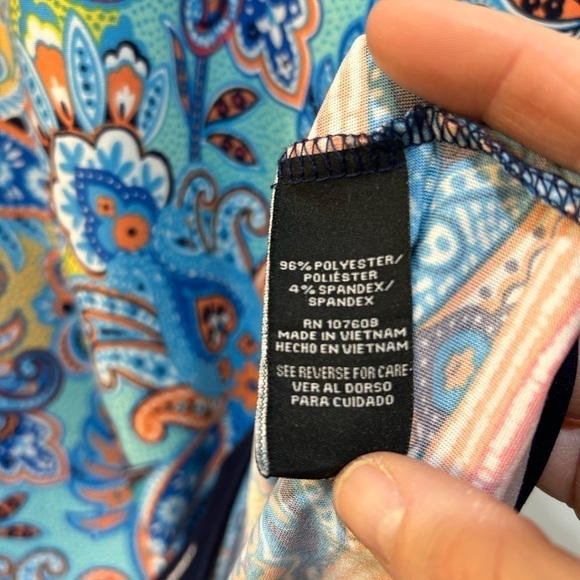 96% POLYESTER/
POLIÉSTER
4% SPANDEX/
SPANDEX
RN 107609
MADE IN VIETNAM
HECHO EN VIETNAM
SEE REVERSE FOR CARE-
VER AL DORSO
PARA CUIDADO